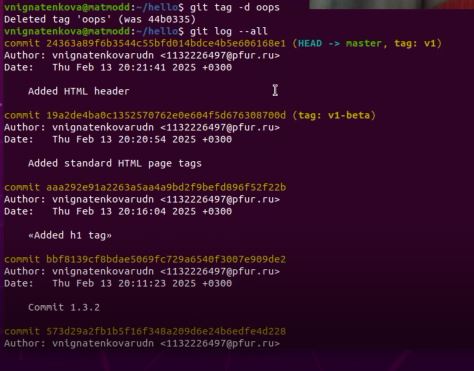 vnignatenkova@matmodd:~/hello$ git tag -d oops
Deleted tag 'oops' (was 44b0335)
vnignatenkova@matmodd:~/hello$ git log --all
commit 24363a89f6b3544c55bfd014bdce4b5e606168e1 (HEAD -> master, tag: v1)
Author: vnignatenkovarudn <1132226497@pfur.ru>
Date:   Thu Feb 13 20:21:41 2025 +0300
Added HTML header
commit 19a2de4ba0c1352570762e0e604f5d676308700d (tag: v1-beta)
Author: vnignatenkovarudn <1132226497@pfur.ru>
Date:   Thu Feb 13 20:20:54 2025 +0300
Added standard HTML page tags
commit aaa292e91a2263a5aa4a9bd2f9befd896f52f22b
Author: vnignatenkovarudn <1132226497@pfur.ru>
Date:   Thu Feb 13 20:16:04 2025 +0300
«Added h1 tag»
commit bbf8139cf8bdae5069fc729a6540f3007e909de2
Author: vnignatenkovarudn <1132226497@pfur.ru>
Date:   Thu Feb 13 20:11:23 2025 +0300
Commit 1.3.2
commit 573d29a2fb1b5f16f348a209d6e24b6edfe4d228
Author: vnignatenkovarudn <1132226497@pfur.ru>